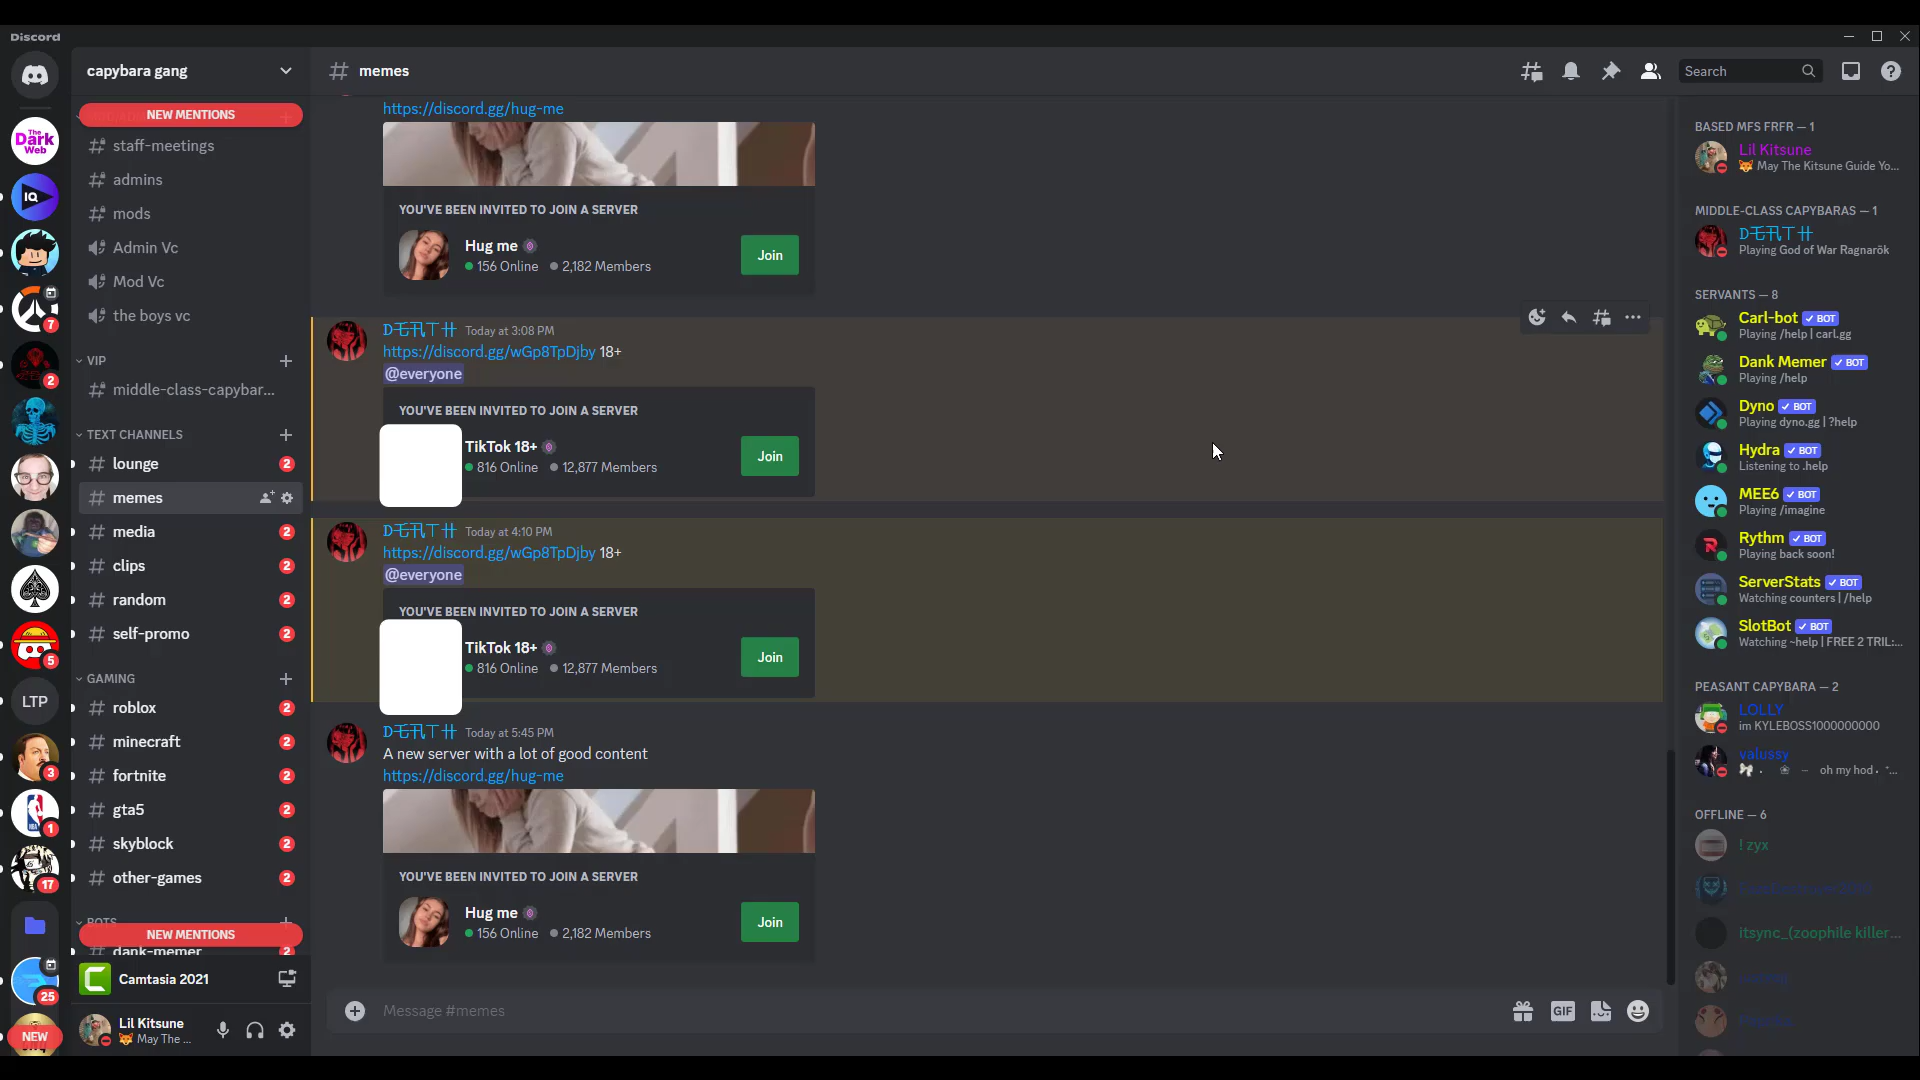 Discord
capybara gang
NEW MENTIONS
staff-meetings
admins
mods
Admin Vc
Mod Vc
the boys vc
VIP
middle-class-capybar...
TEXT CHANNELS
lounge 2
memes
media 2
clips 2
random 2
self-promo 2
GAMING
roblox 2
minecraft 2
fortnite 2
gta5 2
skyblock 2
other-games 2
BOTS
NEW MENTIONS
dank-memer 2
Camtasia 2021
Lil Kitsune
May The ...
The
Dark
Web
IQ
7
2
5
LTP
3
1
17
25
NEW
# memes
Search
https://discord.gg/hug-me
YOU'VE BEEN INVITED TO JOIN A SERVER
Hug me
156 Online 2,182 Members
Join
Today at 3:08 PM
https://discord.gg/wGp8TpDjby 18+
@everyone
YOU'VE BEEN INVITED TO JOIN A SERVER
TikTok 18+
816 Online 12,877 Members
Join
Today at 4:10 PM
https://discord.gg/wGp8TpDjby 18+
@everyone
YOU'VE BEEN INVITED TO JOIN A SERVER
TikTok 18+
816 Online 12,877 Members
Join
Today at 5:45 PM
A new server with a lot of good content
https://discord.gg/hug-me
YOU'VE BEEN INVITED TO JOIN A SERVER
Hug me
156 Online 2,182 Members
Join
Message #memes
GIF
BASED MFS FRFR — 1
Lil Kitsune
🦊 May The Kitsune Guide Yo...
MIDDLE-CLASS CAPYBARAS — 1
Playing God of War Ragnarök
SERVANTS — 8
Carl-bot ✓ BOT
Playing /help | carl.gg
Dank Memer ✓ BOT
Playing /help
Dyno ✓ BOT
Playing dyno.gg | ?help
Hydra ✓ BOT
Listening to .help
MEE6 ✓ BOT
Playing /imagine
Rythm ✓ BOT
Playing back soon!
ServerStats ✓ BOT
Watching counters | /help
SlotBot ✓ BOT
Watching ~help | FREE 2 TRIL:...
PEASANT CAPYBARA — 2
LOLLY
im KYLEBOSS1000000000
valussy
oh my hod
OFFLINE — 6
! zyx
itsync_(zoophile killer...